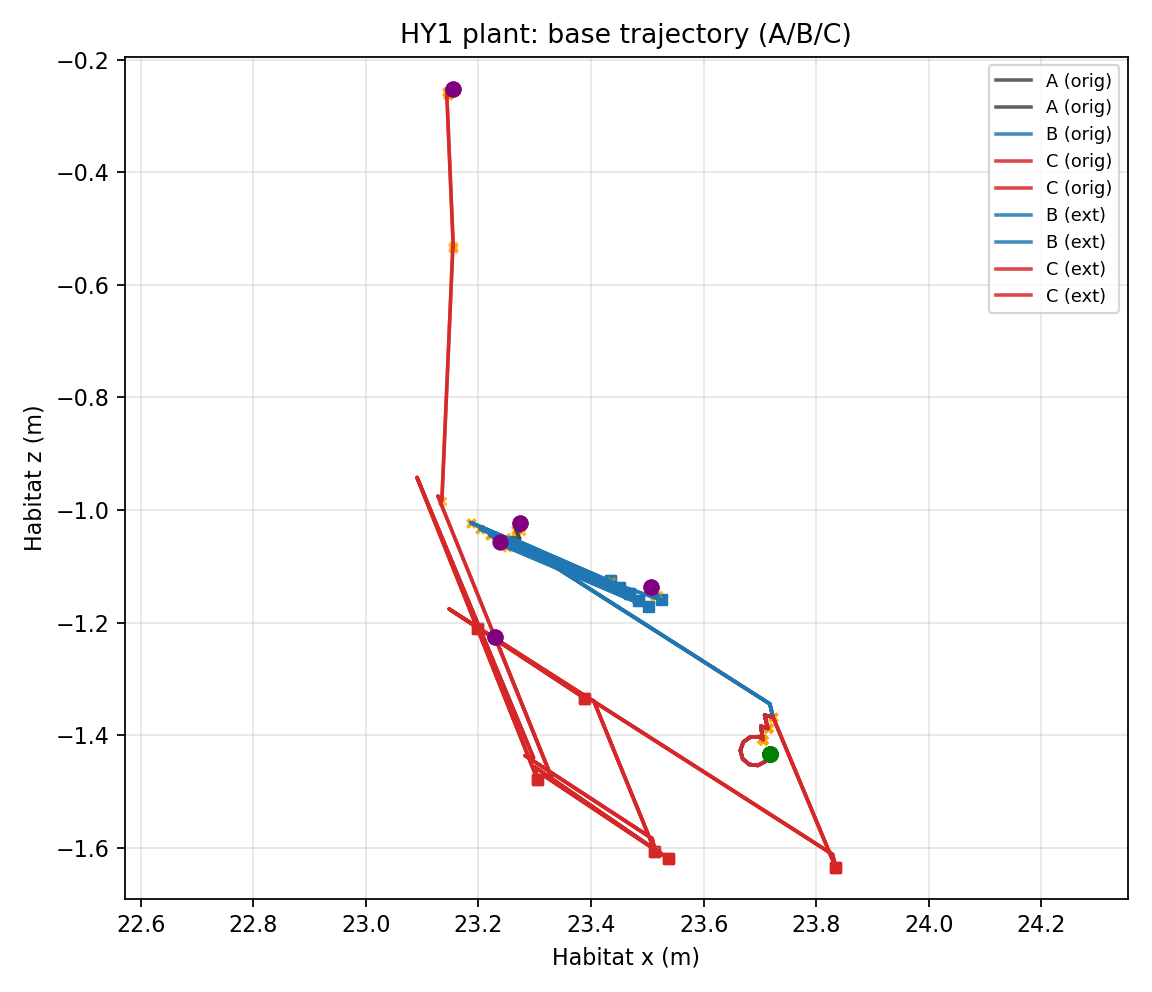 HY1 plant: base trajectory (A/B/C)
A (orig)
A (orig)
B (orig)
C (orig)
C (orig)
B (ext)
B (ext)
C (ext)
C (ext)
−0.2
−0.4
−0.6
−0.8
−1.0
−1.2
−1.4
−1.6
Habitat z (m)
22.6 22.8 23.0 23.2 23.4 23.6 23.8 24.0 24.2
Habitat x (m)